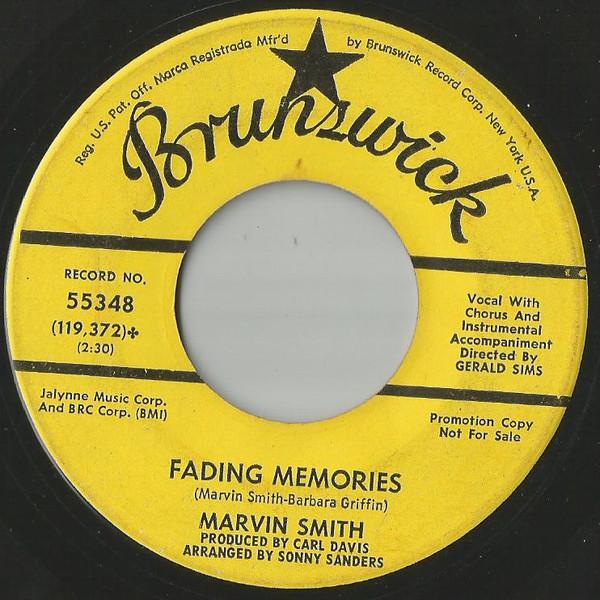 Reg. U.S. Pat. Off. Marca Registrada Mfr'd by Brunswick Record Corp. New York U.S.A.
Brunswick
RECORD NO.
55348
(119,372)✤
(2:30)
Vocal With
Chorus And
Instrumental
Accompaniment
Directed By
GERALD SIMS
Jalynne Music Corp.
And BRC Corp. (BMI)
Promotion Copy
Not For Sale
FADING MEMORIES
(Marvin Smith-Barbara Griffin)
MARVIN SMITH
PRODUCED BY CARL DAVIS
ARRANGED BY SONNY SANDERS